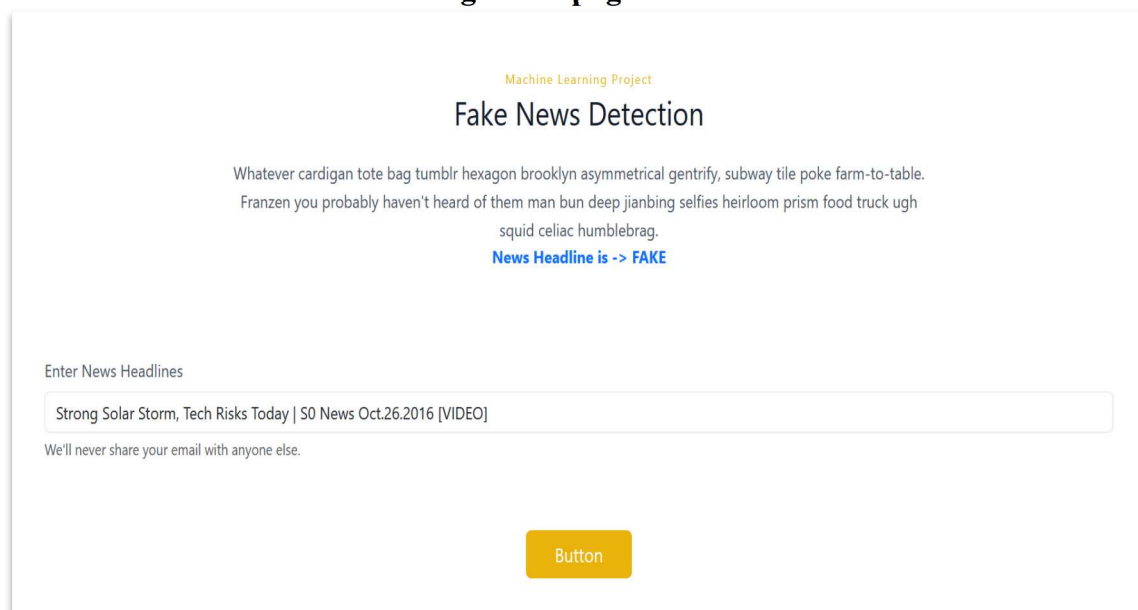 Machine Learning Project
Fake News Detection
Whatever cardigan tote bag tumblr hexagon brooklyn asymmetrical gentrify, subway tile poke farm-to-table.
Franzen you probably haven't heard of them man bun deep jianbing selfies heirloom prism food truck ugh
squid celiac humblebrag.
News Headline is -> FAKE
Enter News Headlines
Strong Solar Storm, Tech Risks Today | S0 News Oct.26.2016 [VIDEO]
We'll never share your email with anyone else.
Button